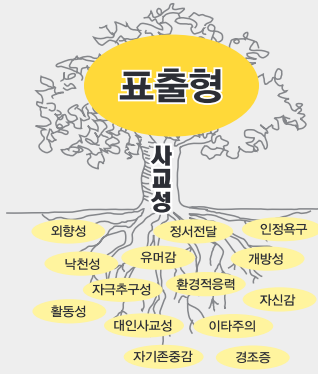 표출형
사교성
외향성
정서전달
인정욕구
낙천성
유머감
개방성
자극추구성
환경적응력
자신감
활동성
대인사교성
이타주의
자기존중감
경조증